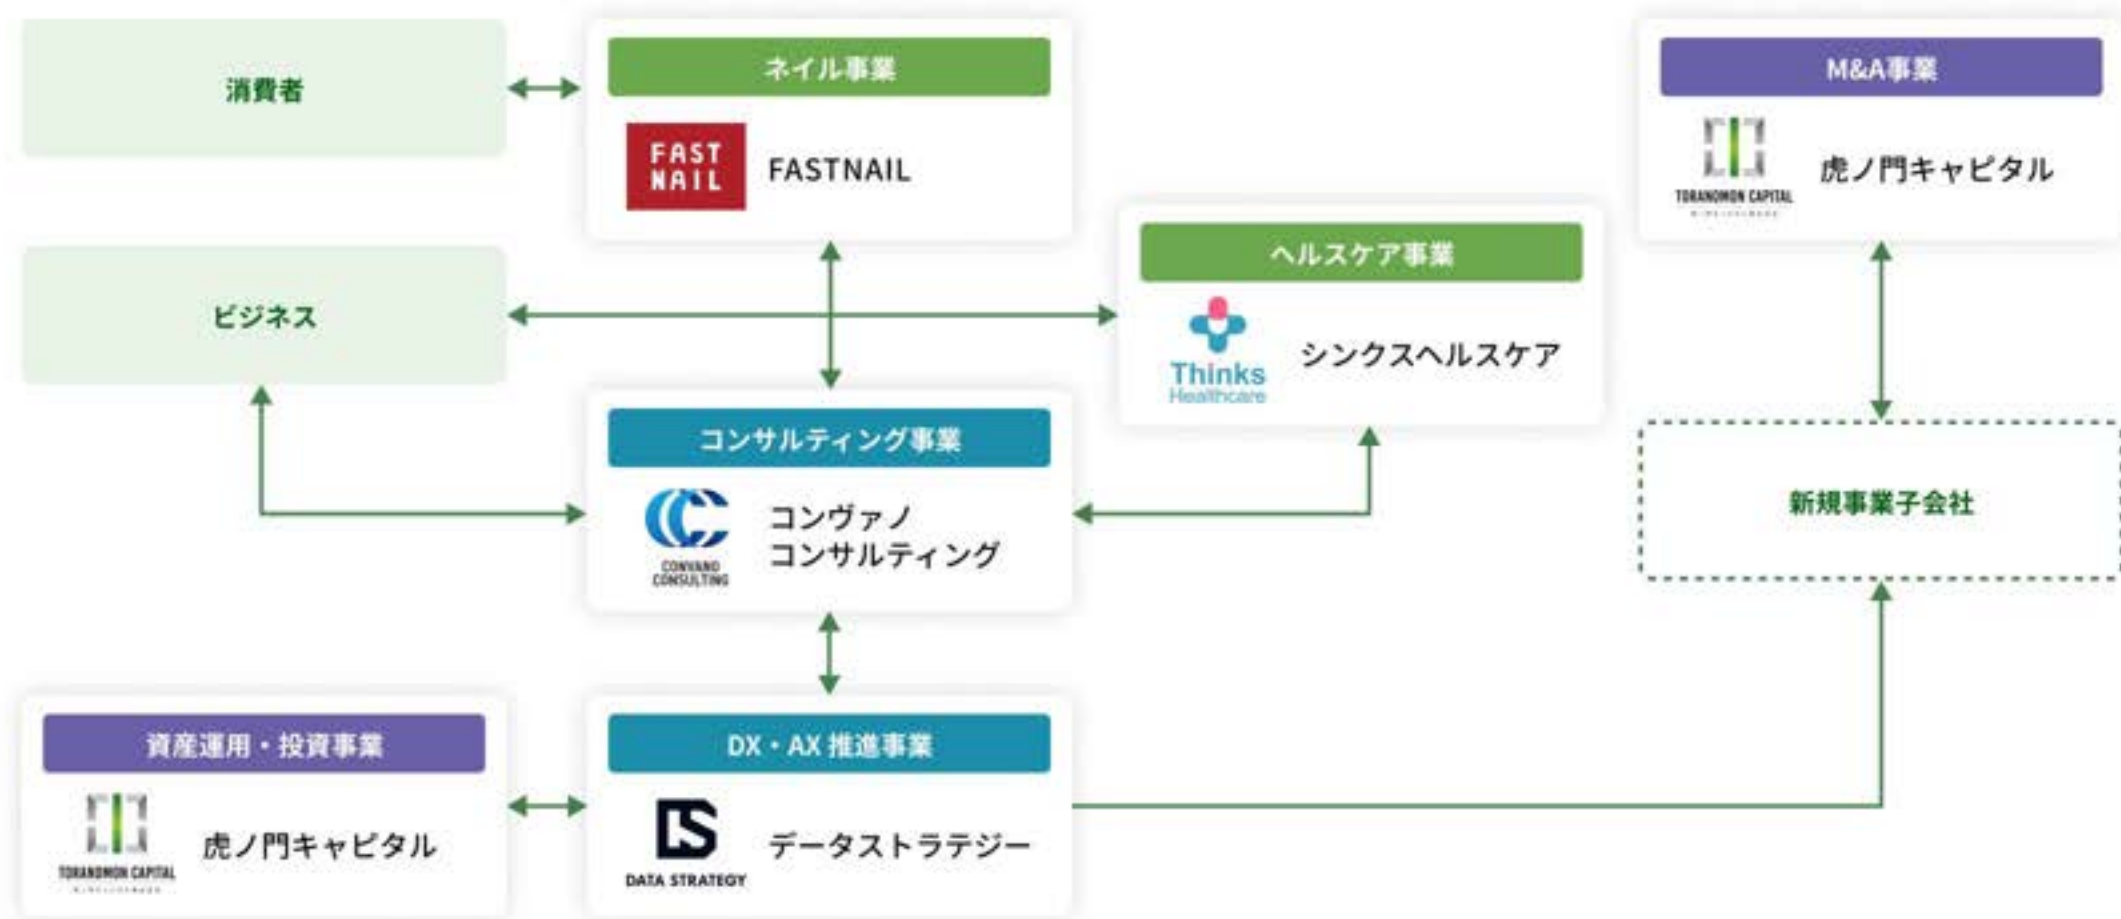 消費者
ネイル事業
FAST
NAIL
FASTNAIL
M&A事業
TORANOMON CAPITAL
虎ノ門キャピタル
ビジネス
ヘルスケア事業
Thinks
Healthcare
シンクスヘルスケア
コンサルティング事業
CONVANO
CONSULTING
コンヴァノ
コンサルティング
新規事業子会社
資産運用・投資事業
TORANOMON CAPITAL
虎ノ門キャピタル
DX・AX 推進事業
DS
DATA STRATEGY
データストラテジー